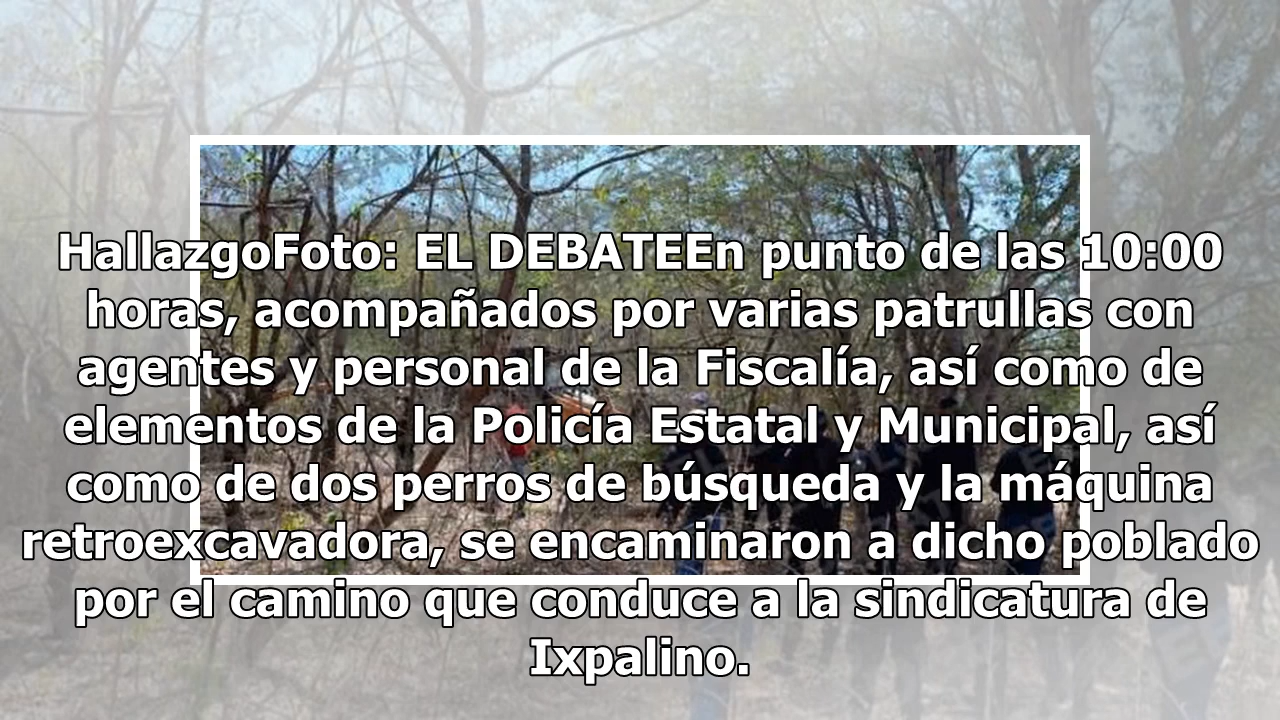 HallazgoFoto: EL DEBATEEn punto de las 10:00
horas, acompañados por varias patrullas con
agentes y personal de la Fiscalía, así como de
elementos de la Policía Estatal y Municipal, así
como de dos perros de búsqueda y la máquina
retroexcavadora, se encaminaron a dicho poblado
por el camino que conduce a la sindicatura de
Ixpalino.